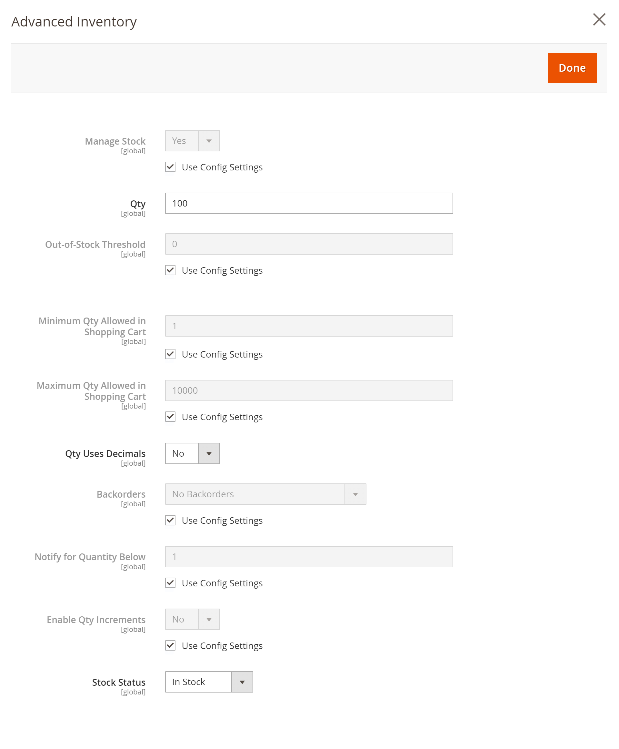 Advanced Inventory
Done
Manage Stock
[global]
Yes
Use Config Settings
Qty
[global]
100
Out-of-Stock Threshold
[global]
0
Use Config Settings
Minimum Qty Allowed in
Shopping Cart
[global]
1
Use Config Settings
Maximum Qty Allowed in
Shopping Cart
[global]
10000
Use Config Settings
Qty Uses Decimals
[global]
No
Backorders
[global]
No Backorders
Use Config Settings
Notify for Quantity Below
[global]
1
Use Config Settings
Enable Qty Increments
[global]
No
Use Config Settings
Stock Status
[global]
In Stock